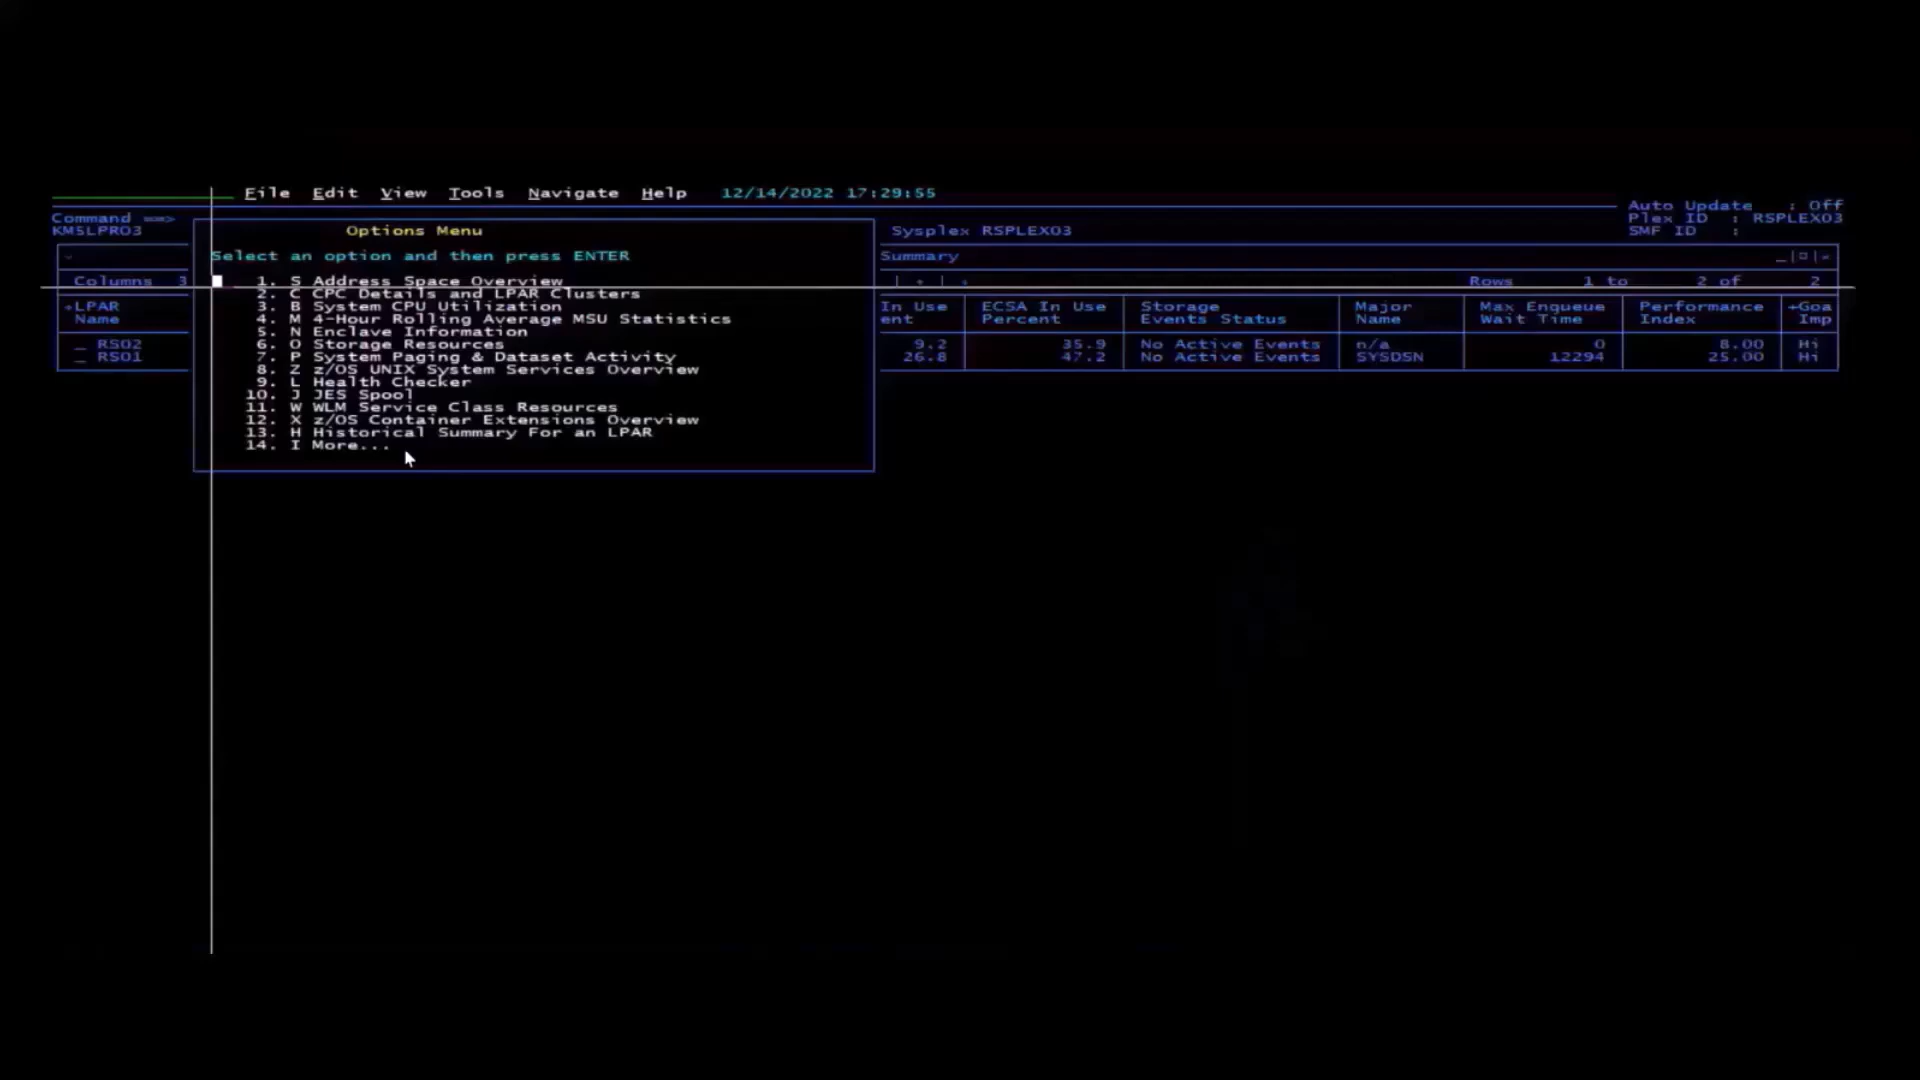 File Edit View Tools Navigate Help 12/14/2022 17:29:55
Auto Update : Off
Command ==> Plex ID : RSPLEX03
KM5LPRO3 Options Menu Sysplex RSPLEX03 SMF ID :
Select an option and then press ENTER Summary
Columns 3 1. S Address Space Overview Rows 1 to 2 of 2
2. C CPC Details and LPAR Clusters
+LPAR 3. B System CPU Utilization In Use ECSA In Use Storage Major Max Enqueue Performance +Goa
Name 4. M 4-Hour Rolling Average MSU Statistics ent Percent Events Status Name Wait Time Index Imp
5. N Enclave Information
_ RS02 6. O Storage Resources 9.2 35.9 No Active Events n/a 0 8.00 Hi
_ RS01 7. P System Paging & Dataset Activity 26.8 47.2 No Active Events SYSDSN 12294 25.00 Hi
8. Z z/OS UNIX System Services Overview
9. L Health Checker
10. J JES Spool
11. W WLM Service Class Resources
12. X z/OS Container Extensions Overview
13. H Historical Summary For an LPAR
14. I More...